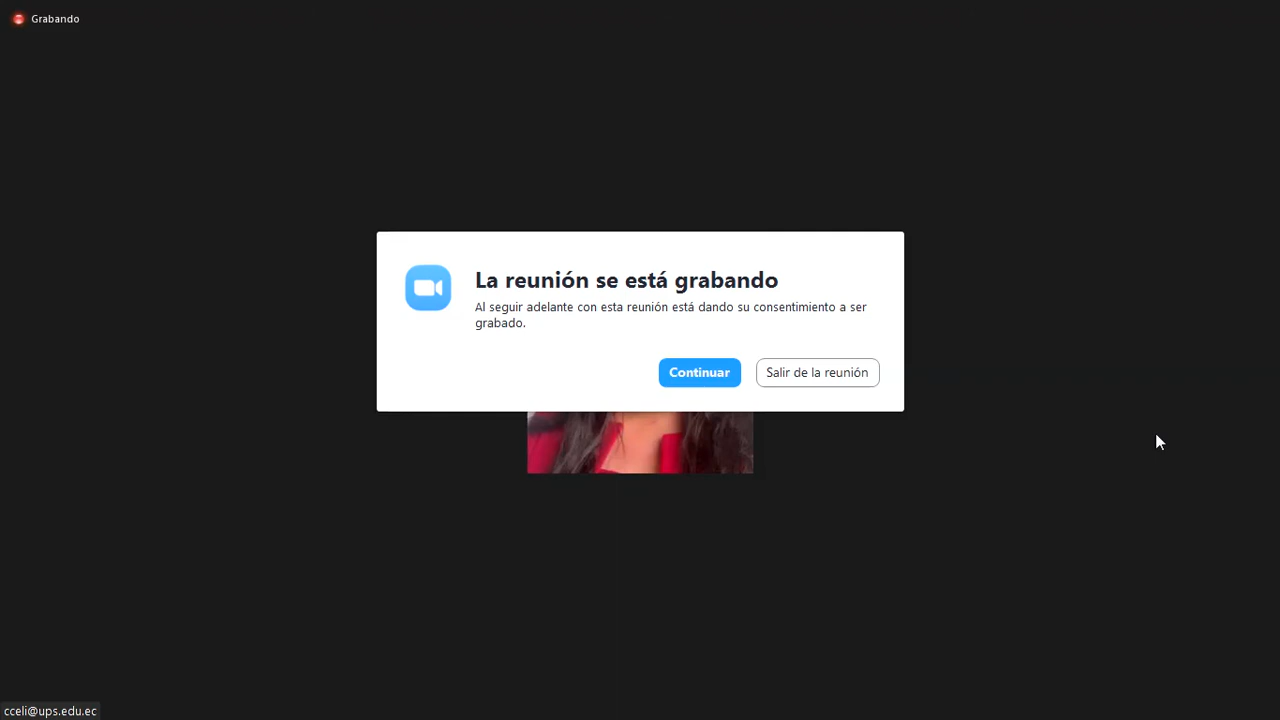 Grabando
La reunión se está grabando
Al seguir adelante con esta reunión está dando su consentimiento a ser
grabado.
Continuar
Salir de la reunión
cceli@ups.edu.ec